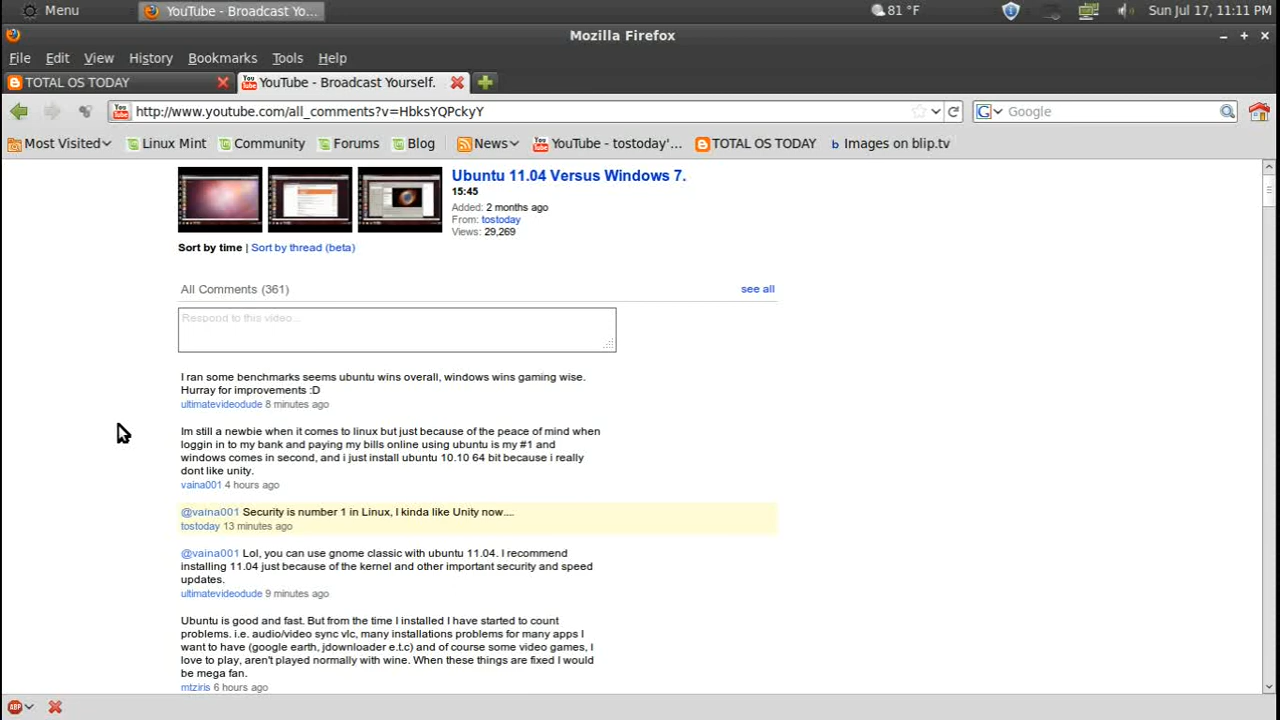 Menu YouTube - Broadcast Yo... 81 °F Sun Jul 17, 11:11 PM
Mozilla Firefox
File Edit View History Bookmarks Tools Help
TOTAL OS TODAY YouTube - Broadcast Yourself.
http://www.youtube.com/all_comments?v=HbksYQPckyY Google
Most Visited Linux Mint Community Forums Blog News YouTube - tostoday'... TOTAL OS TODAY Images on blip.tv
Ubuntu 11.04 Versus Windows 7.
15:45
Added: 2 months ago
From: tostoday
Views: 29,269
Sort by time | Sort by thread (beta)
All Comments (361) see all
Respond to this video...
I ran some benchmarks seems ubuntu wins overall, windows wins gaming wise.
Hurray for improvements :D
ultimatevideodude 8 minutes ago
Im still a newbie when it comes to linux but just because of the peace of mind when
loggin in to my bank and paying my bills online using ubuntu is my #1 and
windows comes in second, and i just install ubuntu 10.10 64 bit because i really
dont like unity.
vaina001 4 hours ago
@vaina001 Security is number 1 in Linux, I kinda like Unity now....
tostoday 13 minutes ago
@vaina001 Lol, you can use gnome classic with ubuntu 11.04. I recommend
installing 11.04 just because of the kernel and other important security and speed
updates.
ultimatevideodude 9 minutes ago
Ubuntu is good and fast. But from the time I installed I have started to count
problems. i.e. audio/video sync vlc, many installations problems for many apps I
want to have (google earth, jdownloader e.t.c) and of course some video games, I
love to play, aren't played normally with wine. When these things are fixed I would
be mega fan.
mtziris 6 hours ago
ABP